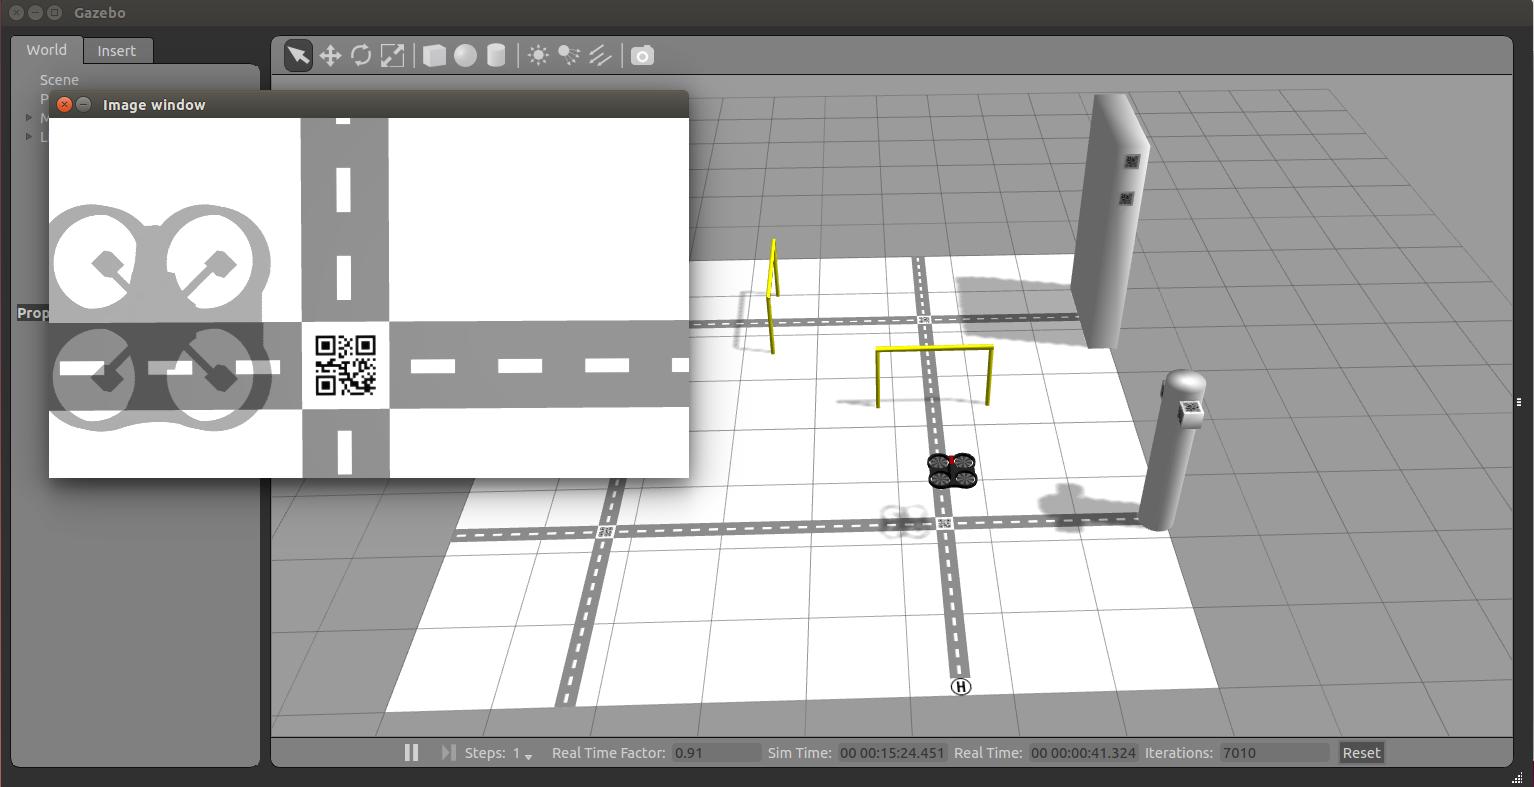 Gazebo
World Insert
Scene
P
M
L
Image window
Prop
H
Steps: 1 Real Time Factor: 0.91 Sim Time: 00 00:15:24.451 Real Time: 00 00:00:41.324 Iterations: 7010 Reset